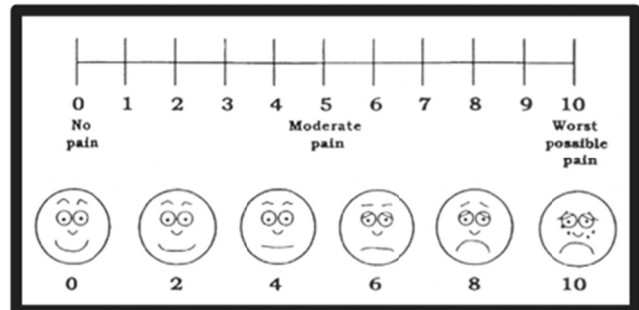 0 1 2 3 4 5 6 7 8 9 10
No Moderate Worst
pain pain possible
pain
0 2 4 6 8 10